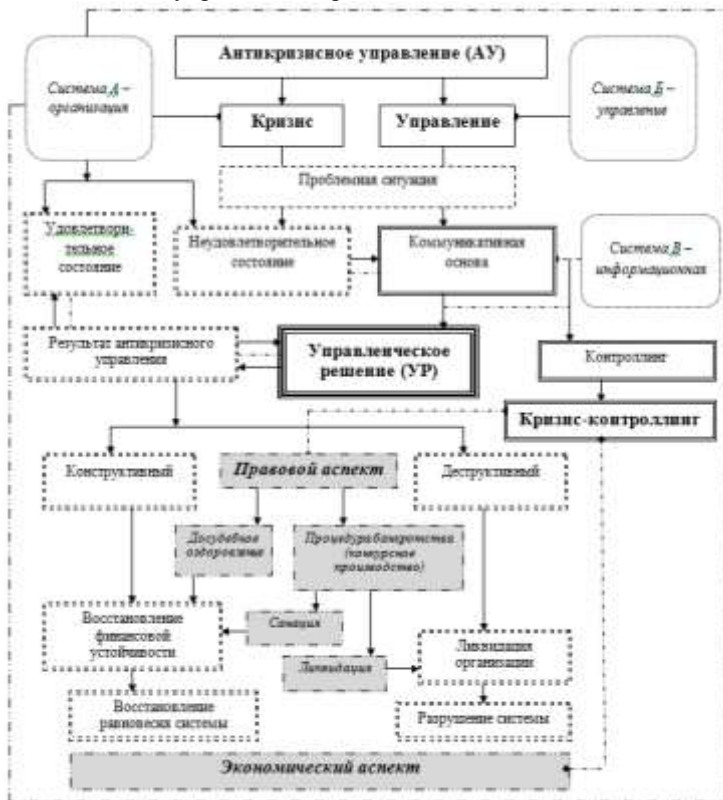 Антикризисное управление (АУ)
Система А –
организация
Кризис
Управление
Система Б –
управление
Проблемная ситуация
Удовлетвори-
тельное
состояние
Неудовлетворительное
состояние
Коммуникативная
основа
Система В –
информационная
Результат антикризисного
управления
Управленческое
решение (УР)
Контроллинг
Кризис-контроллинг
Конструктивный
Правовой аспект
Деструктивный
Досудебное
оздоровление
Процедура банкротства
(конкурсное
производство)
Восстановление
финансовой
устойчивости
Санация
Ликвидация
Ликвидация
организации
Восстановление
равновесия системы
Разрушение системы
Экономический аспект